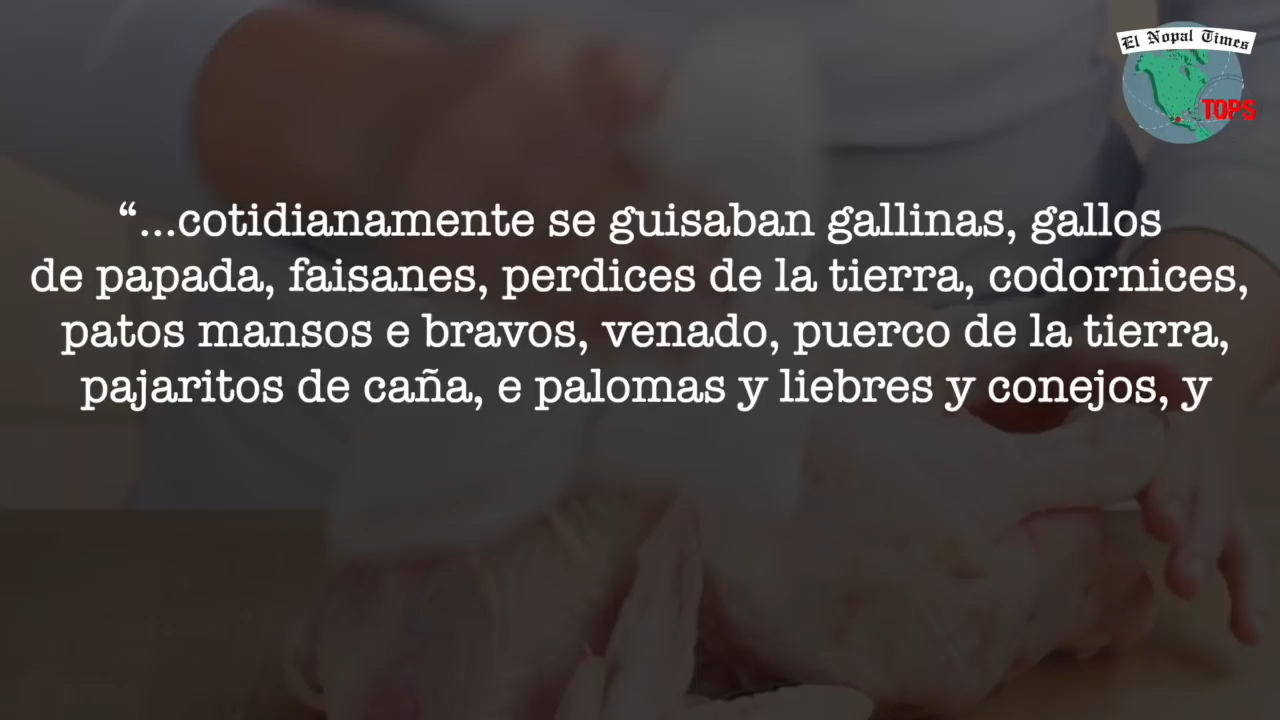 El Nopal Times
TOPS
“...cotidianamente se guisaban gallinas, gallos
de papada, faisanes, perdices de la tierra, codornices,
patos mansos e bravos, venado, puerco de la tierra,
pajaritos de caña, e palomas y liebres y conejos, y